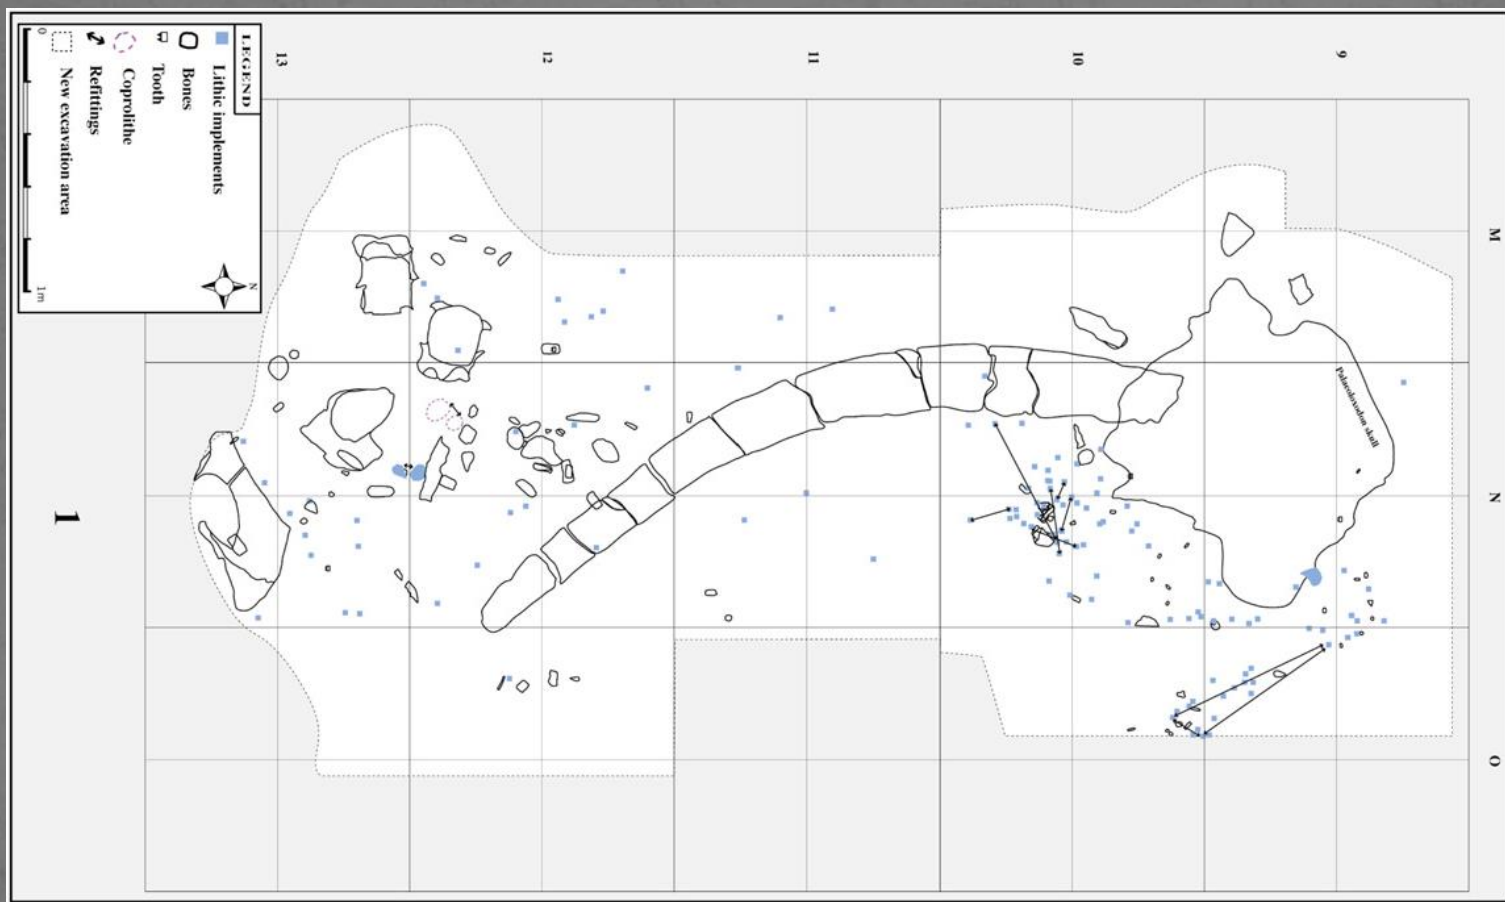 LEGEND
Lithic implements
Bones
Tooth
Coprolithe
Refittings
New excavation area
0
1m
N
13
12
11
10
9
M
N
O
Palaeoloxodon skull
1